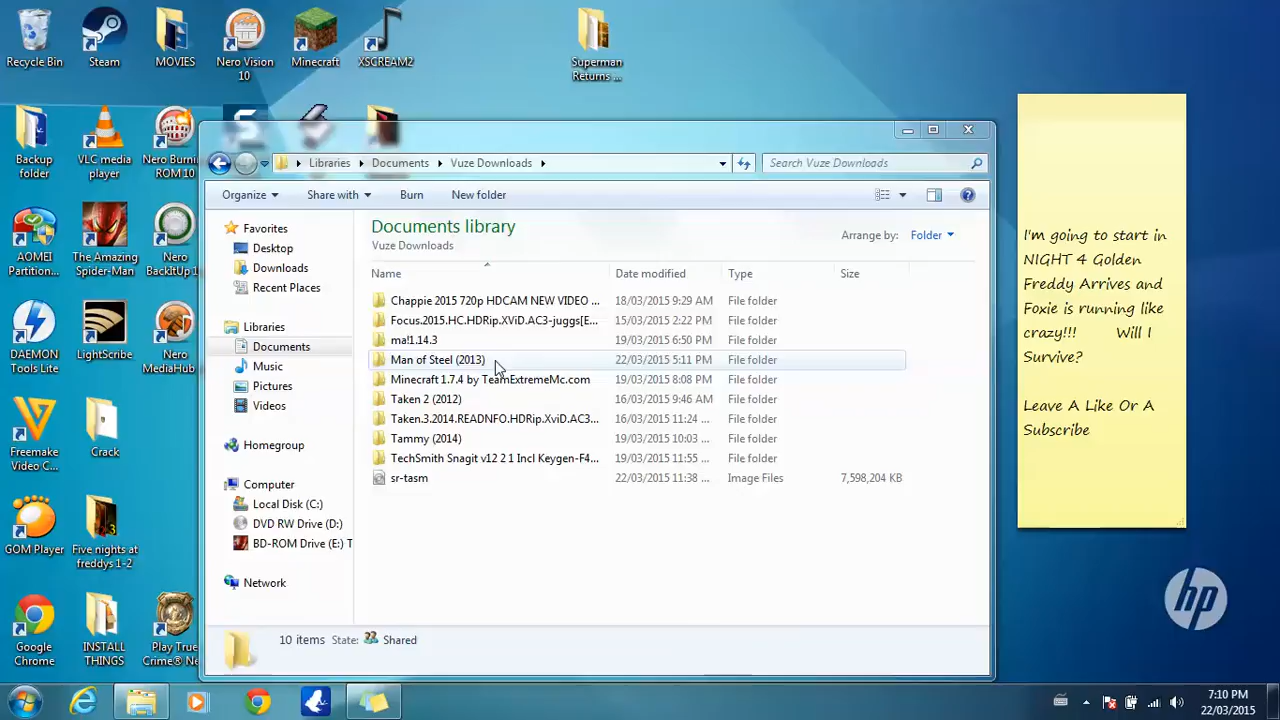 Recycle Bin
Steam
MOVIES
Nero Vision
10
Minecraft
XSCREAM2
Superman
Returns ...
Backup
folder
VLC media
player
Nero Burnin
ROM 10
AOMEI
Partition...
The Amazing
Spider-Man
Nero
BackItUp 1
DAEMON
Tools Lite
LightScribe
Nero
MediaHub
Freemake
Video C...
Crack
GOM Player
Five nights at
freddys 1-2
Google
Chrome
INSTALL
THINGS
Play True
Crime® Ne
Libraries
Documents
Vuze Downloads
Search Vuze Downloads
Organize
Share with
Burn
New folder
Favorites
Desktop
Downloads
Recent Places
Libraries
Documents
Music
Pictures
Videos
Homegroup
Computer
Local Disk (C:)
DVD RW Drive (D:)
BD-ROM Drive (E:) T
Network
Documents library
Vuze Downloads
Arrange by: Folder
Name Date modified Type Size
Chappie 2015 720p HDCAM NEW VIDEO ... 18/03/2015 9:29 AM File folder
Focus.2015.HC.HDRip.XViD.AC3-juggs[E... 15/03/2015 2:22 PM File folder
ma!1.14.3 19/03/2015 6:50 PM File folder
Man of Steel (2013) 22/03/2015 5:11 PM File folder
Minecraft 1.7.4 by TeamExtremeMc.com 19/03/2015 8:08 PM File folder
Taken 2 (2012) 16/03/2015 9:46 AM File folder
Taken.3.2014.READNFO.HDRip.XviD.AC3... 16/03/2015 11:24 ... File folder
Tammy (2014) 19/03/2015 10:03 ... File folder
TechSmith Snagit v12 2 1 Incl Keygen-F4... 19/03/2015 11:55 ... File folder
sr-tasm 22/03/2015 11:38 ... Image Files 7,598,204 KB
10 items State: Shared
I'm going to start in
NIGHT 4 Golden
Freddy Arrives and
Foxie is running like
crazy!!! Will I
Survive?
Leave A Like Or A
Subscribe
hp
7:10 PM
22/03/2015